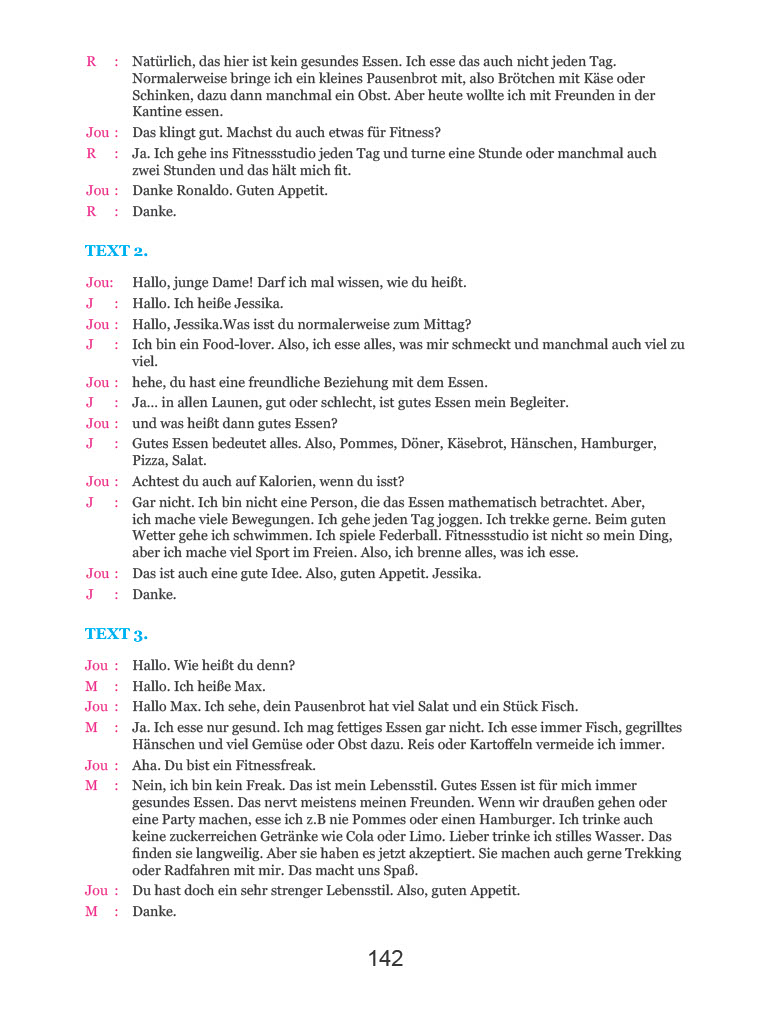 R : Natürlich, das hier ist kein gesundes Essen. Ich esse das auch nicht jeden Tag.
Normalerweise bringe ich ein kleines Pausenbrot mit, also Brötchen mit Käse oder
Schinken, dazu dann manchmal ein Obst. Aber heute wollte ich mit Freunden in der
Kantine essen.
Jou : Das klingt gut. Machst du auch etwas für Fitness?
R : Ja. Ich gehe ins Fitnessstudio jeden Tag und turne eine Stunde oder manchmal auch
zwei Stunden und das hält mich fit.
Jou : Danke Ronaldo. Guten Appetit.
R : Danke.
TEXT 2.
Jou: Hallo, junge Dame! Darf ich mal wissen, wie du heißt.
J : Hallo. Ich heiße Jessika.
Jou : Hallo, Jessika.Was isst du normalerweise zum Mittag?
J : Ich bin ein Food-lover. Also, ich esse alles, was mir schmeckt und manchmal auch viel zu
viel.
Jou : hehe, du hast eine freundliche Beziehung mit dem Essen.
J : Ja... in allen Launen, gut oder schlecht, ist gutes Essen mein Begleiter.
Jou : und was heißt dann gutes Essen?
J : Gutes Essen bedeutet alles. Also, Pommes, Döner, Käsebrot, Hänschen, Hamburger,
Pizza, Salat.
Jou : Achtest du auch auf Kalorien, wenn du isst?
J : Gar nicht. Ich bin nicht eine Person, die das Essen mathematisch betrachtet. Aber,
ich mache viele Bewegungen. Ich gehe jeden Tag joggen. Ich trekke gerne. Beim guten
Wetter gehe ich schwimmen. Ich spiele Federball. Fitnessstudio ist nicht so mein Ding,
aber ich mache viel Sport im Freien. Also, ich brenne alles, was ich esse.
Jou : Das ist auch eine gute Idee. Also, guten Appetit. Jessika.
J : Danke.
TEXT 3.
Jou : Hallo. Wie heißt du denn?
M : Hallo. Ich heiße Max.
Jou : Hallo Max. Ich sehe, dein Pausenbrot hat viel Salat und ein Stück Fisch.
M : Ja. Ich esse nur gesund. Ich mag fettiges Essen gar nicht. Ich esse immer Fisch, gegrilltes
Hänschen und viel Gemüse oder Obst dazu. Reis oder Kartoffeln vermeide ich immer.
Jou : Aha. Du bist ein Fitnessfreak.
M : Nein, ich bin kein Freak. Das ist mein Lebensstil. Gutes Essen ist für mich immer
gesundes Essen. Das nervt meistens meinen Freunden. Wenn wir draußen gehen oder
eine Party machen, esse ich z.B nie Pommes oder einen Hamburger. Ich trinke auch
keine zuckerreichen Getränke wie Cola oder Limo. Lieber trinke ich stilles Wasser. Das
finden sie langweilig. Aber sie haben es jetzt akzeptiert. Sie machen auch gerne Trekking
oder Radfahren mit mir. Das macht uns Spaß.
Jou : Du hast doch ein sehr strenger Lebensstil. Also, guten Appetit.
M : Danke.
142